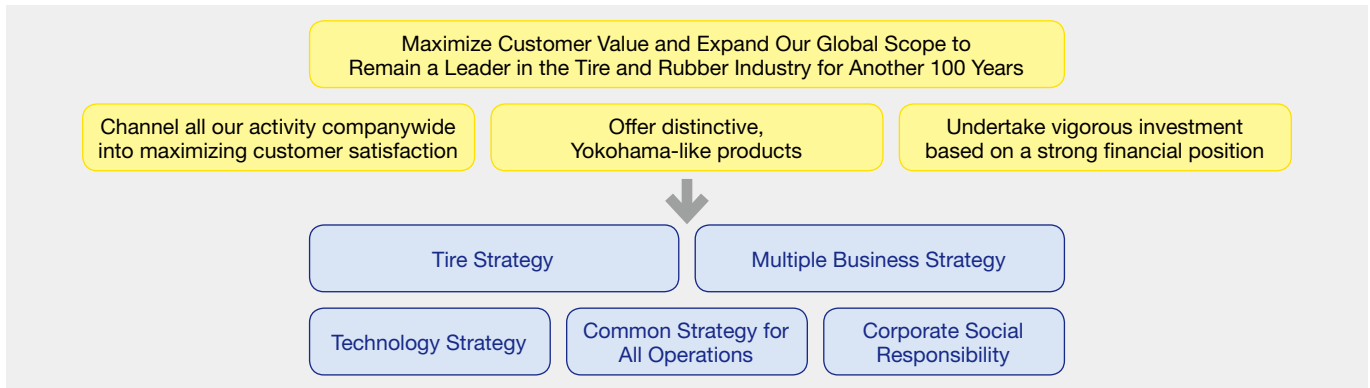 Maximize Customer Value and Expand Our Global Scope to
Remain a Leader in the Tire and Rubber Industry for Another 100 Years
Channel all our activity companywide
into maximizing customer satisfaction
Offer distinctive,
Yokohama-like products
Undertake vigorous investment
based on a strong financial position
Tire Strategy
Multiple Business Strategy
Technology Strategy
Common Strategy for
All Operations
Corporate Social
Responsibility